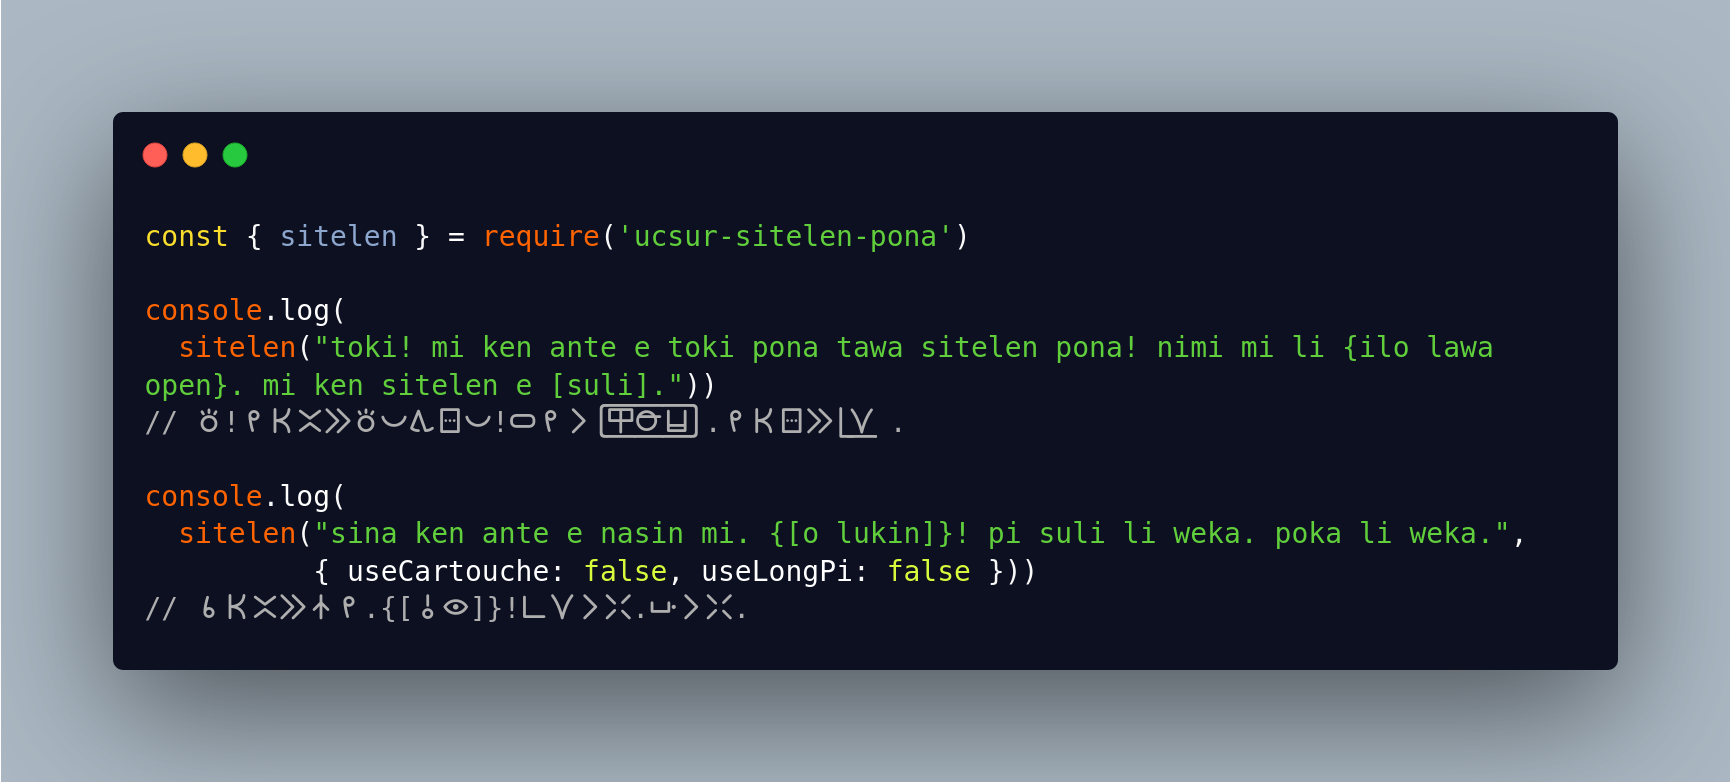 const { sitelen } = require('ucsur-sitelen-pona')
console.log(
sitelen("toki! mi ken ante e toki pona tawa sitelen pona! nimi mi li {ilo lawa
open}. mi ken sitelen e [suli]."))
// 󱥬!󱤴󱤘󱤆󱤉󱥬󱥔󱥩󱥠󱥔!󱥂󱤴󱤧󱦐󱤎󱤤󱥇󱦑.󱤴󱤘󱥠󱤉󱥍󱥣.
console.log(
sitelen("sina ken ante e nasin mi. {[o lukin]}! pi suli li weka. poka li weka.",
{ useCartouche: false, useLongPi: false }))
// 󱥞󱤘󱤆󱤉󱤿󱤴.{[󱥄󱤮]}!󱥍󱥣󱤧󱥶.󱥒󱤧󱥶.